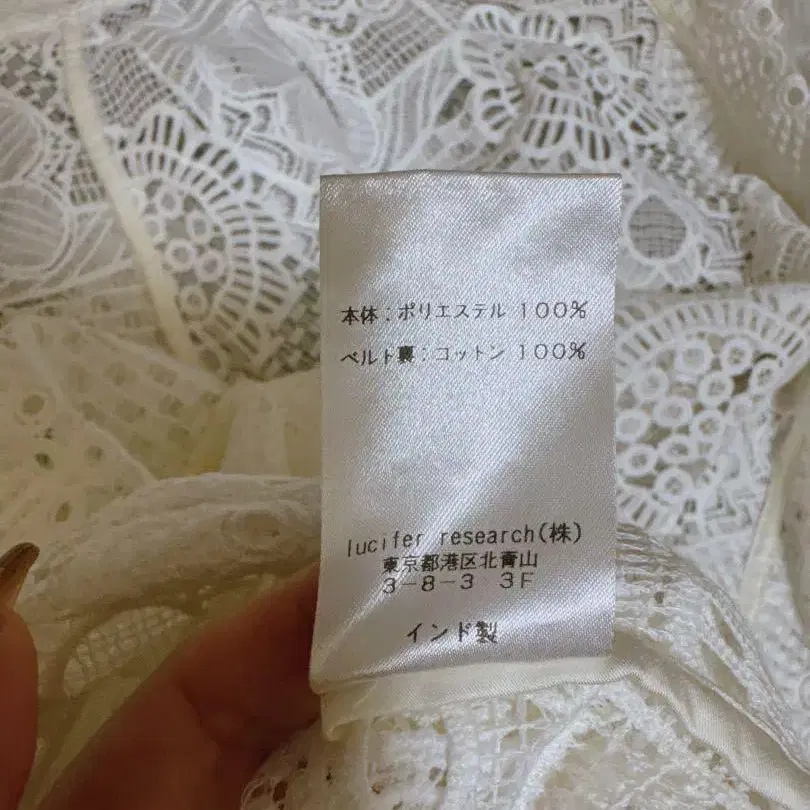 本体：ポリエステル 100%
ベルト裏：コットン 100%
lucifer research(株)
東京都港区北青山
3-8-3 3F
インド製